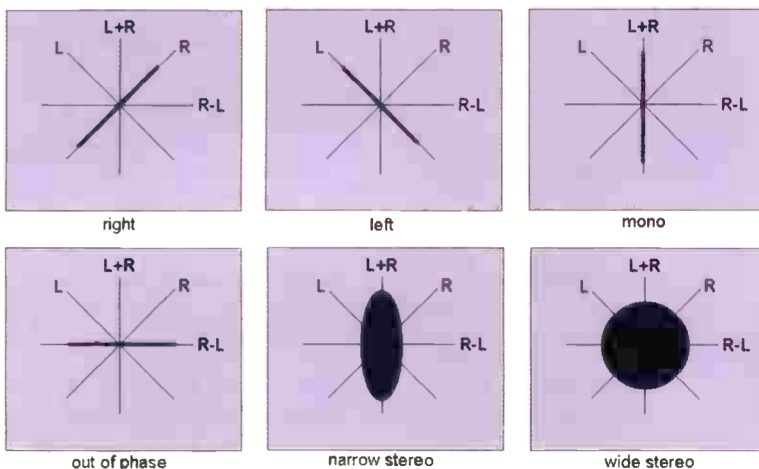 L+R
L
R
R-L
right
L+R
L
R
R-L
left
L+R
L
R
R-L
mono
L+R
L
R
R-L
out of phase
L+R
L
R
R-L
narrow stereo
L+R
L
R
R-L
wide stereo